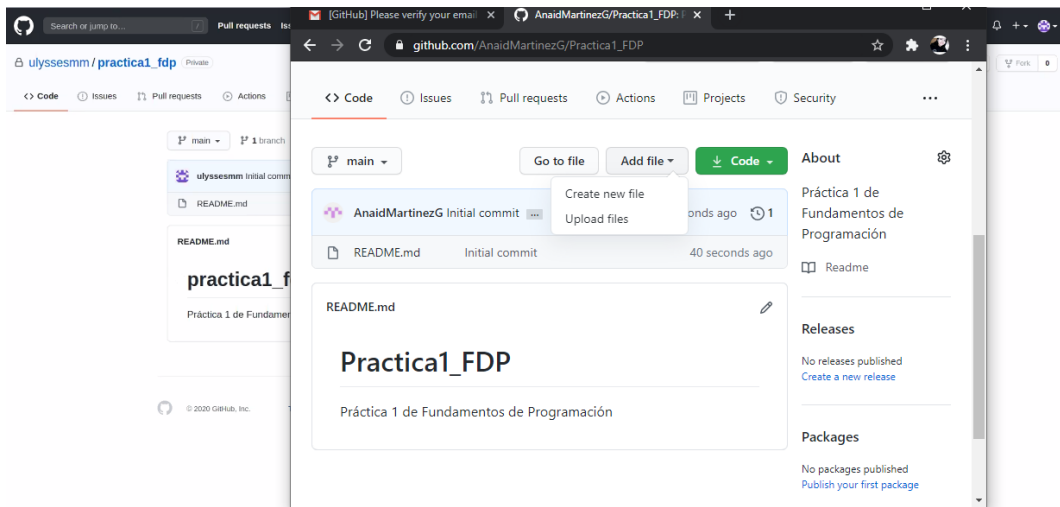 Search or jump to...
/
Pull requests
Iss
ulyssesmm / practica1_fdp Private
Fork 0
<> Code Issues Pull requests Actions
main 1 branch
ulyssesmm Initial comm
README.md
README.md
practica1_f
Práctica 1 de Fundamen
© 2020 GitHub, Inc.
[GitHub] Please verify your email
AnaidMartinezG/Practica1_FDP: F
github.com/AnaidMartinezG/Practica1_FDP
<> Code Issues Pull requests Actions Projects Security ...
main Go to file Add file Code
Create new file
Upload files
AnaidMartinezG Initial commit ... onds ago 1
README.md Initial commit 40 seconds ago
README.md
Practica1_FDP
Práctica 1 de Fundamentos de Programación
About
Práctica 1 de
Fundamentos de
Programación
Readme
Releases
No releases published
Create a new release
Packages
No packages published
Publish your first package